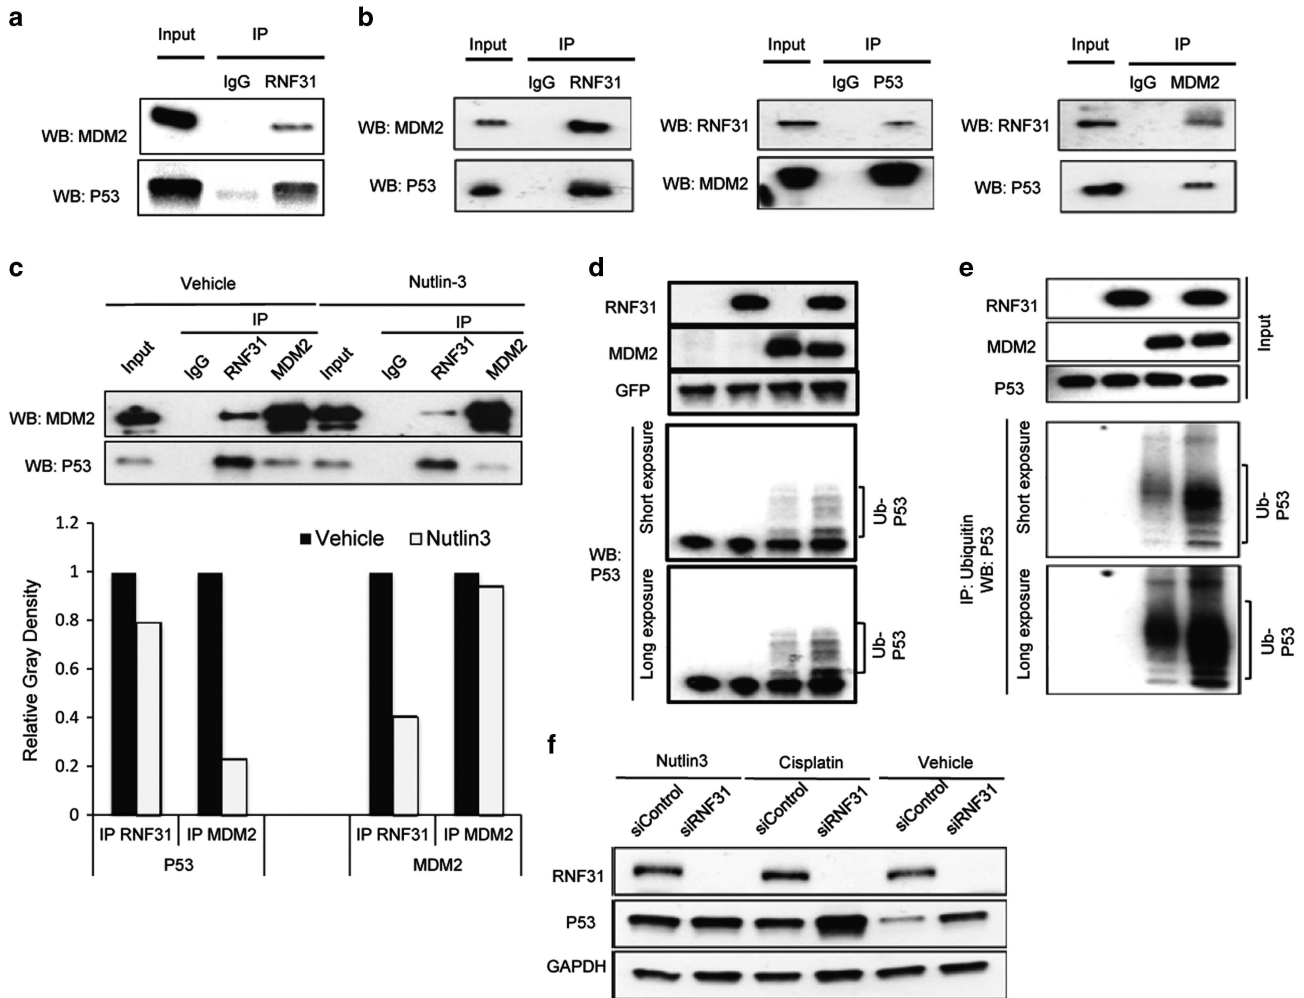 a
Input
IP
IgG RNF31
WB: MDM2
WB: P53
b
Input
IP
IgG RNF31
WB: MDM2
WB: P53
Input
IP
IgG P53
WB: RNF31
WB: MDM2
Input
IP
IgG MDM2
WB: RNF31
WB: P53
c
Vehicle
Nutlin-3
IP
IP
Input
IgG
RNF31
MDM2
Input
IgG
RNF31
MDM2
WB: MDM2
WB: P53
Relative Gray Density
1.2
1
0.8
0.6
0.4
0.2
0
Vehicle
Nutlin3
IP RNF31
IP MDM2
IP RNF31
IP MDM2
P53
MDM2
d
RNF31
MDM2
GFP
WB:
P53
Short exposure
Long exposure
Ub-
P53
Ub-
P53
e
RNF31
MDM2
P53
Input
IP: Ubiquitin
WB: P53
Short exposure
Long exposure
Ub-
P53
Ub-
P53
f
Nutlin3
Cisplatin
Vehicle
siControl
siRNF31
siControl
siRNF31
siControl
siRNF31
RNF31
P53
GAPDH